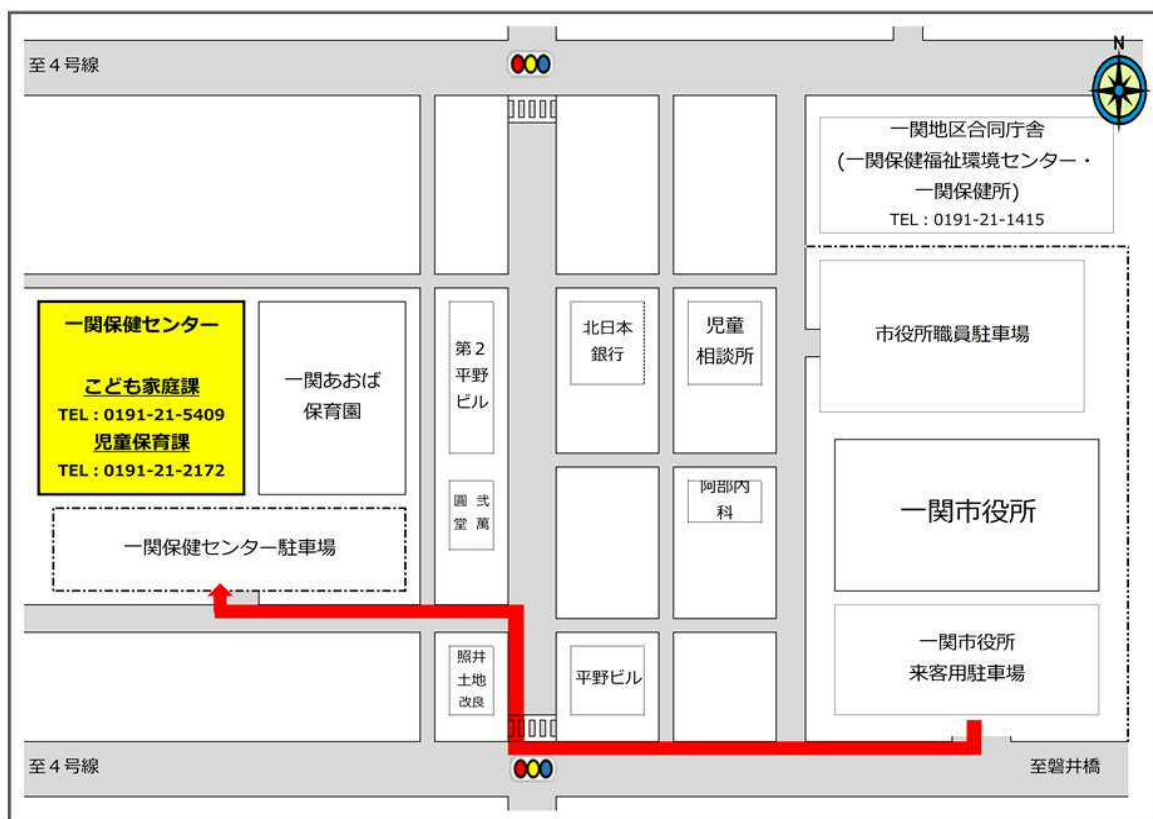 至４号線
N
一関地区合同庁舎
(一関保健福祉環境センター・
一関保健所)
TEL：0191-21-1415
一関保健センター
こども家庭課
TEL：0191-21-5409
児童保育課
TEL：0191-21-2172
一関あおば
保育園
第２
平野
ビル
北日本
銀行
児童
相談所
市役所職員駐車場
圓 弐
堂 萬
阿部内
科
一関市役所
一関保健センター駐車場
照井
土地
改良
平野ビル
一関市役所
来客用駐車場
至４号線
至磐井橋